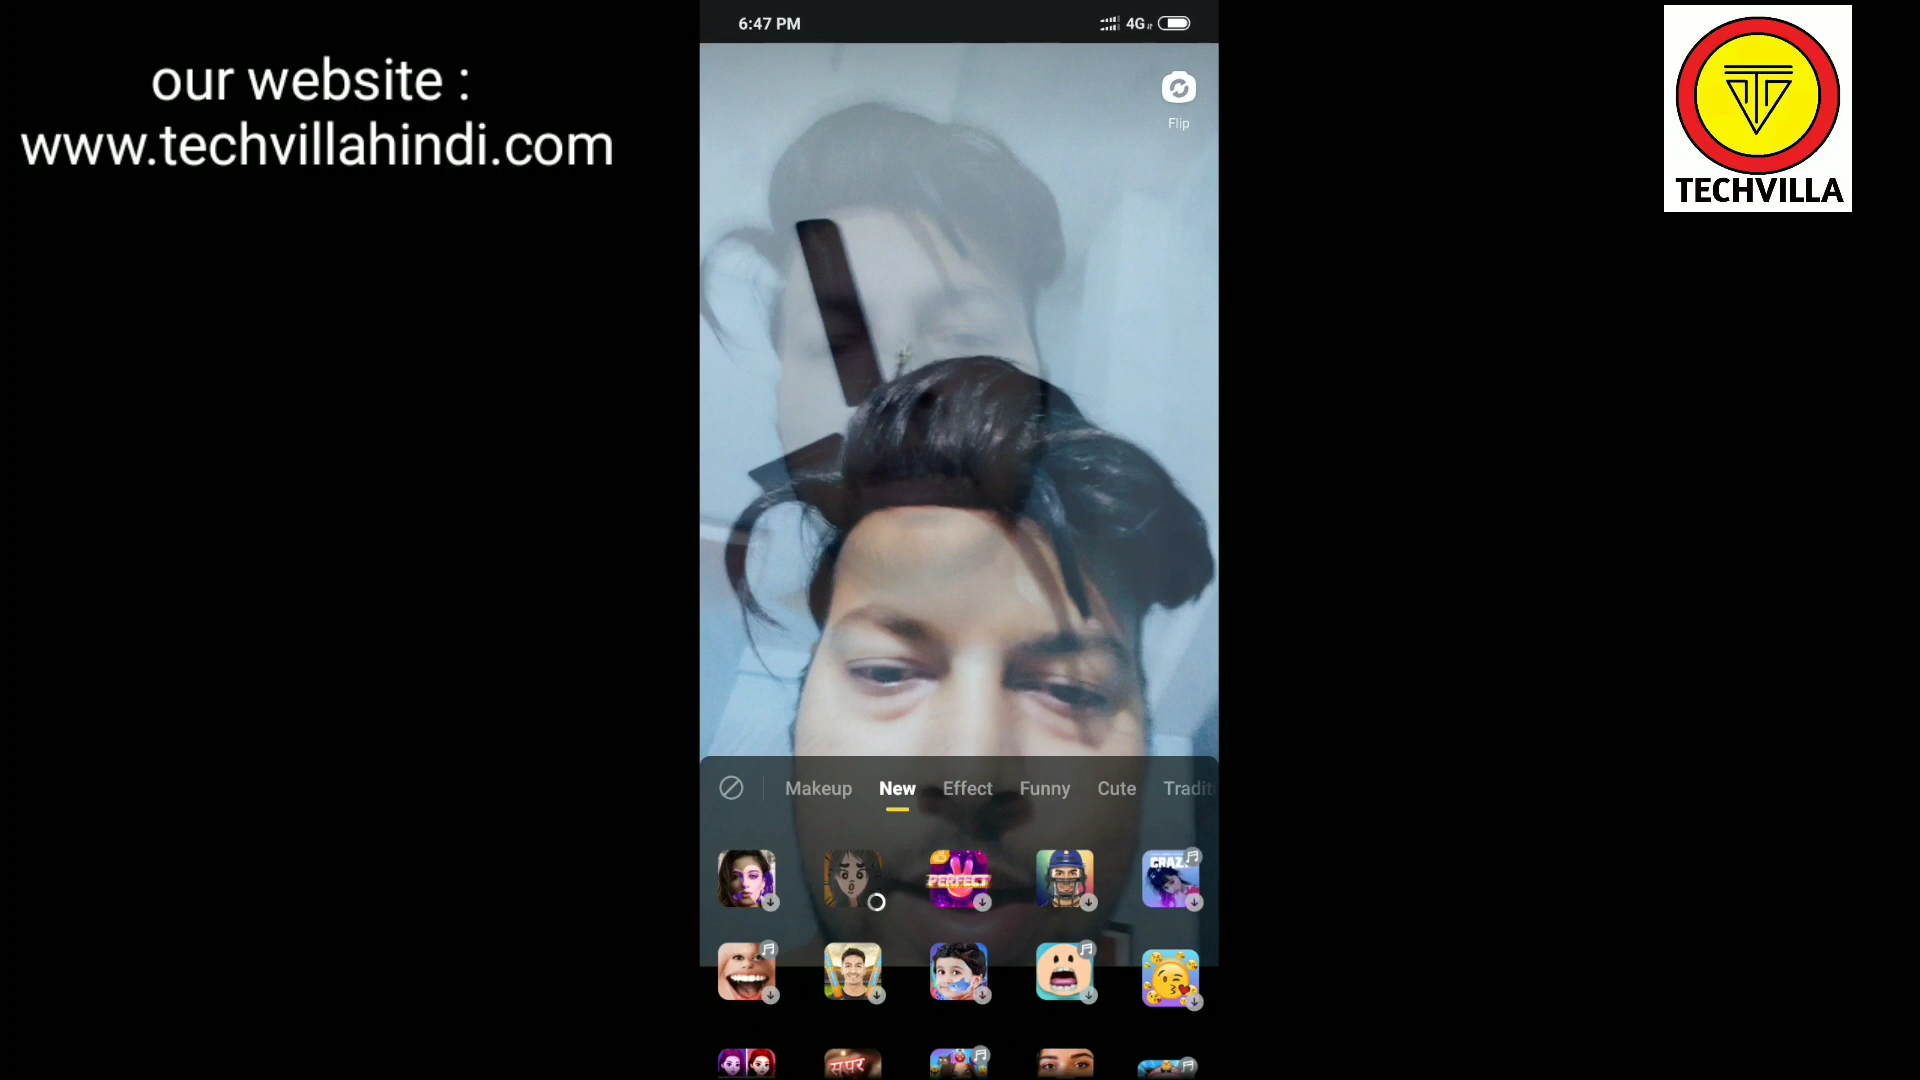 our website :
www.techvillahindi.com
TECHVILLA
6:47 PM
4G
Flip
Makeup New Effect Funny Cute Tradit
PERFECT
CRAZ
सुपर